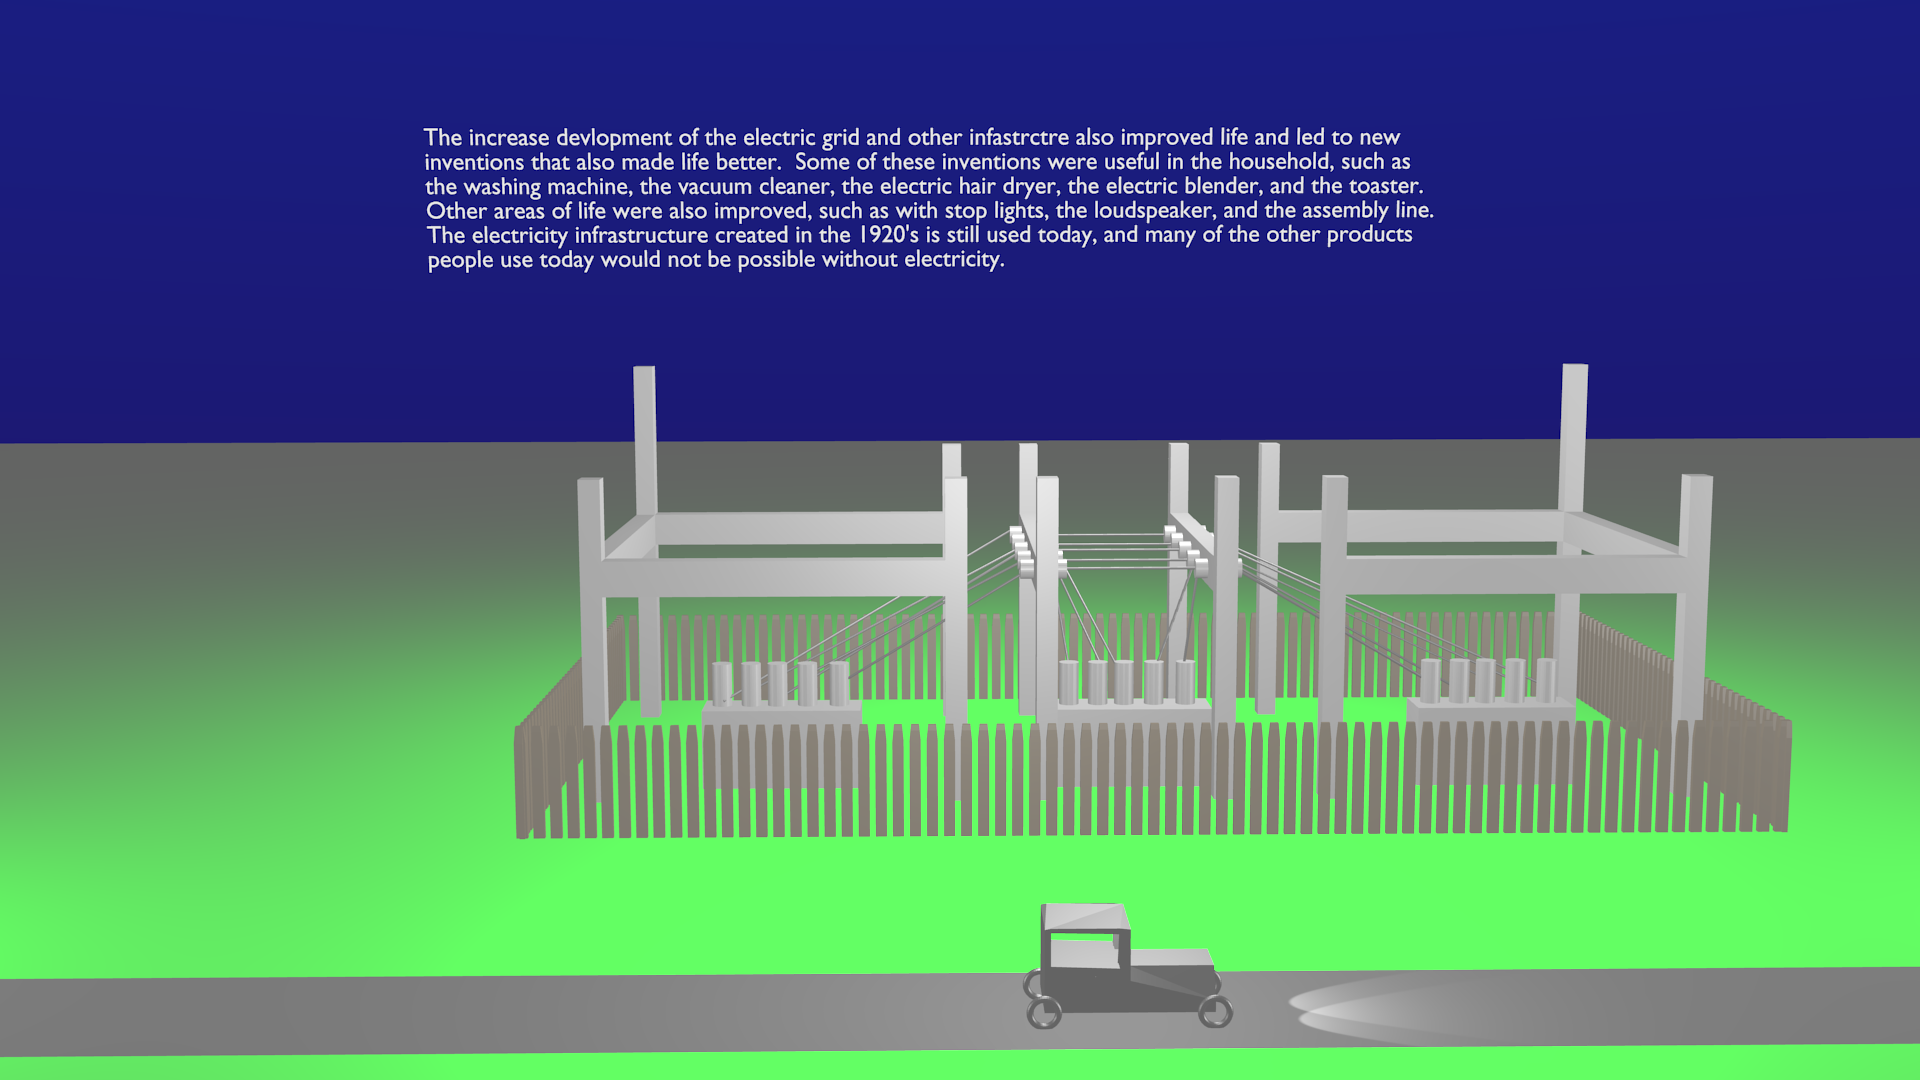 The increase devlopment of the electric grid and other infastrctre also improved life and led to new
inventions that also made life better.  Some of these inventions were useful in the household, such as
the washing machine, the vacuum cleaner, the electric hair dryer, the electric blender, and the toaster.
Other areas of life were also improved, such as with stop lights, the loudspeaker, and the assembly line.
The electricity infrastructure created in the 1920's is still used today, and many of the other products
people use today would not be possible without electricity.